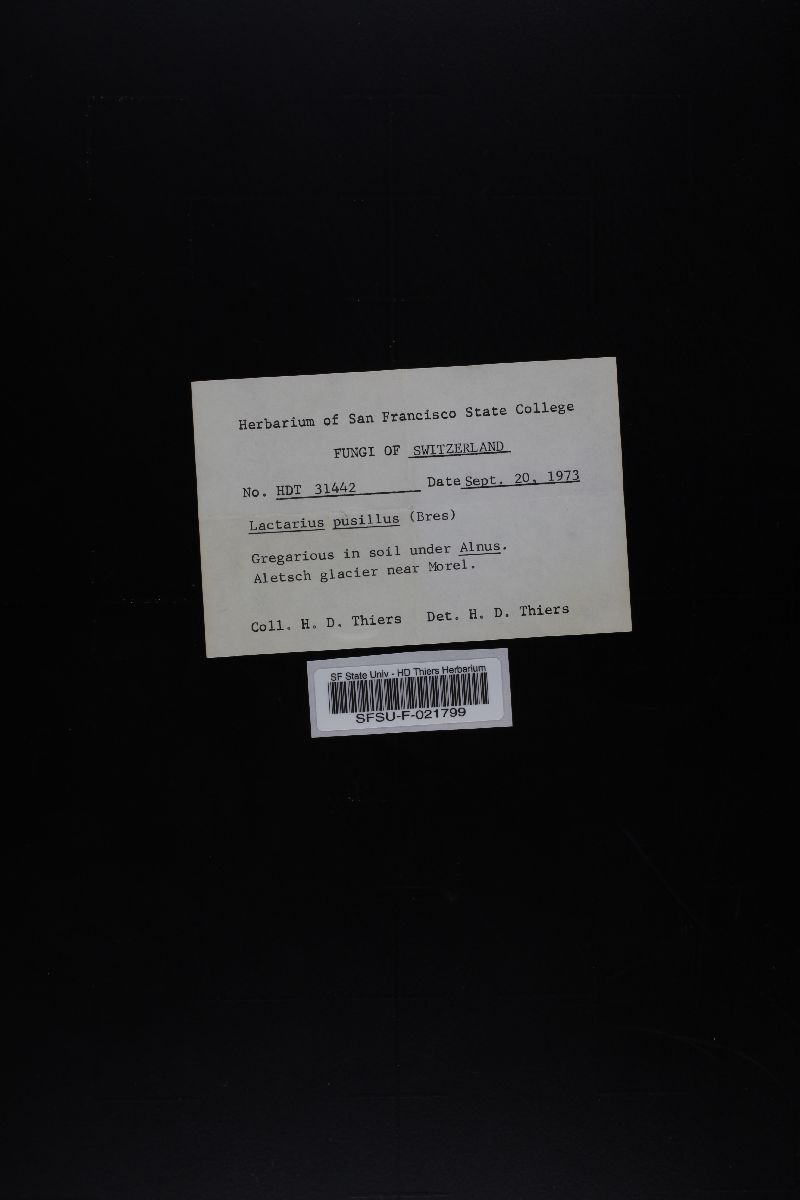 Herbarium of San Francisco State College
FUNGI OF SWITZERLAND
No. HDT 31442 Date Sept. 20, 1973
Lactarius pusillus (Bres)
Gregarious in soil under Alnus.
Aletsch glacier near Morel.
Coll. H. D. Thiers Det. H. D. Thiers
SF State Univ - HD Thiers Herbarium
SFSU-F-021799